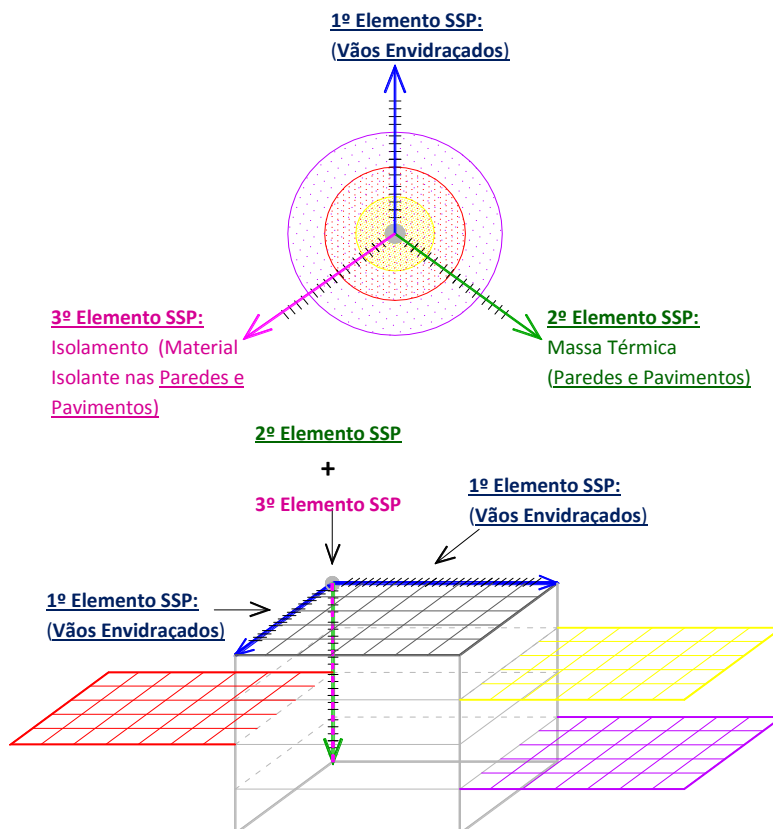 1º Elemento SSP:
(Vãos Envidraçados)
3º Elemento SSP:
Isolamento (Material
Isolante nas Paredes e
Pavimentos)
2º Elemento SSP:
Massa Térmica
(Paredes e Pavimentos)
2º Elemento SSP
+
3º Elemento SSP
1º Elemento SSP:
(Vãos Envidraçados)
1º Elemento SSP:
(Vãos Envidraçados)